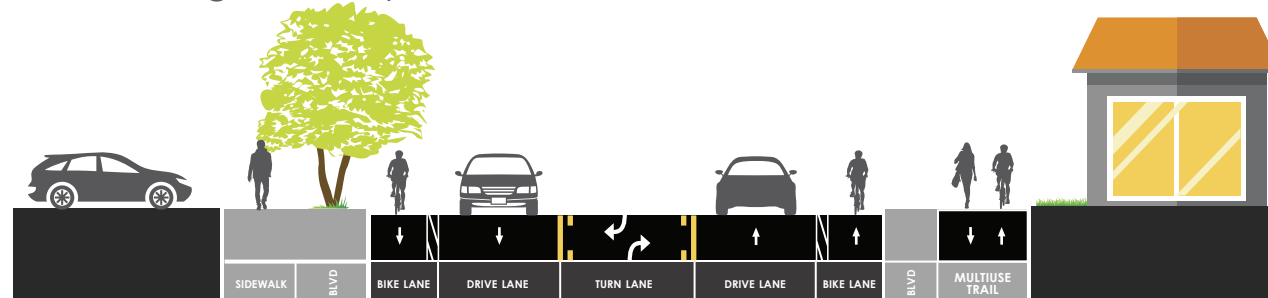 SIDEWALK
BLVD
BIKE LANE
DRIVE LANE
TURN LANE
DRIVE LANE
BIKE LANE
BLVD
MULTIUSE
TRAIL